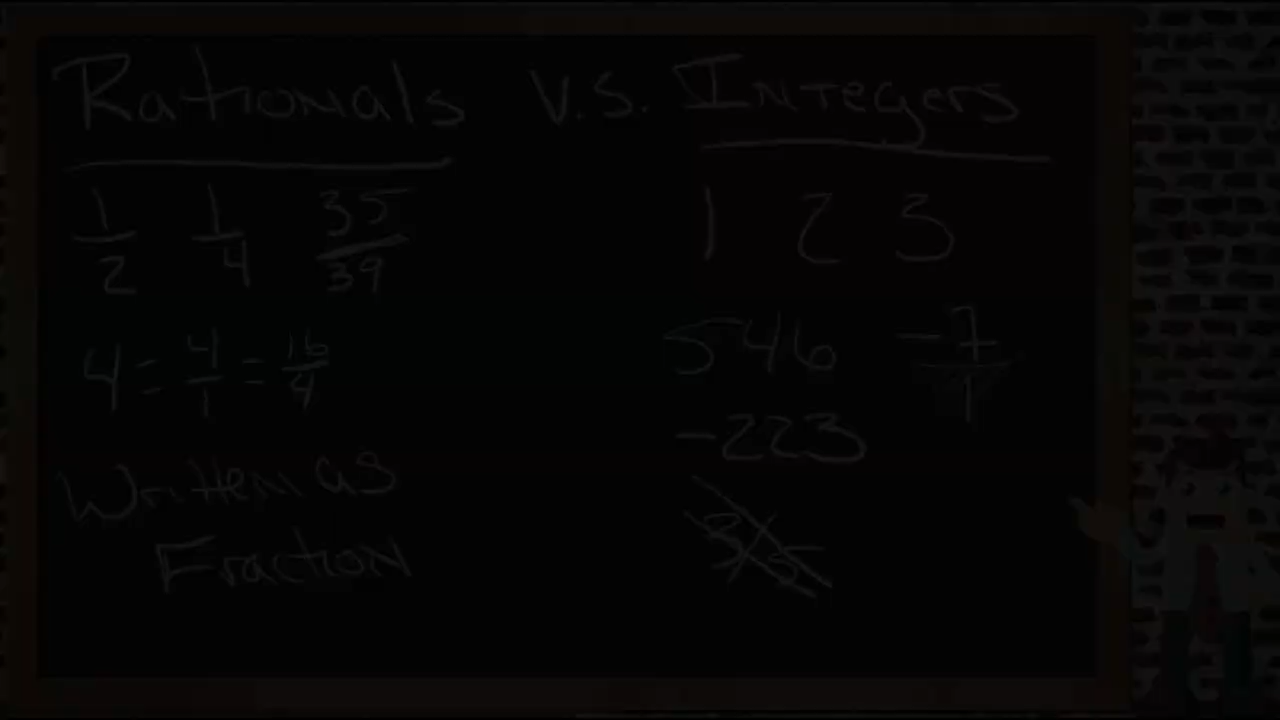 Rationals v.s. Integers
1/2 1/4 35/39
1 2 3
4 = 4/1 = 16/4
546 -7/1
-223
Written as
Fraction
3/5